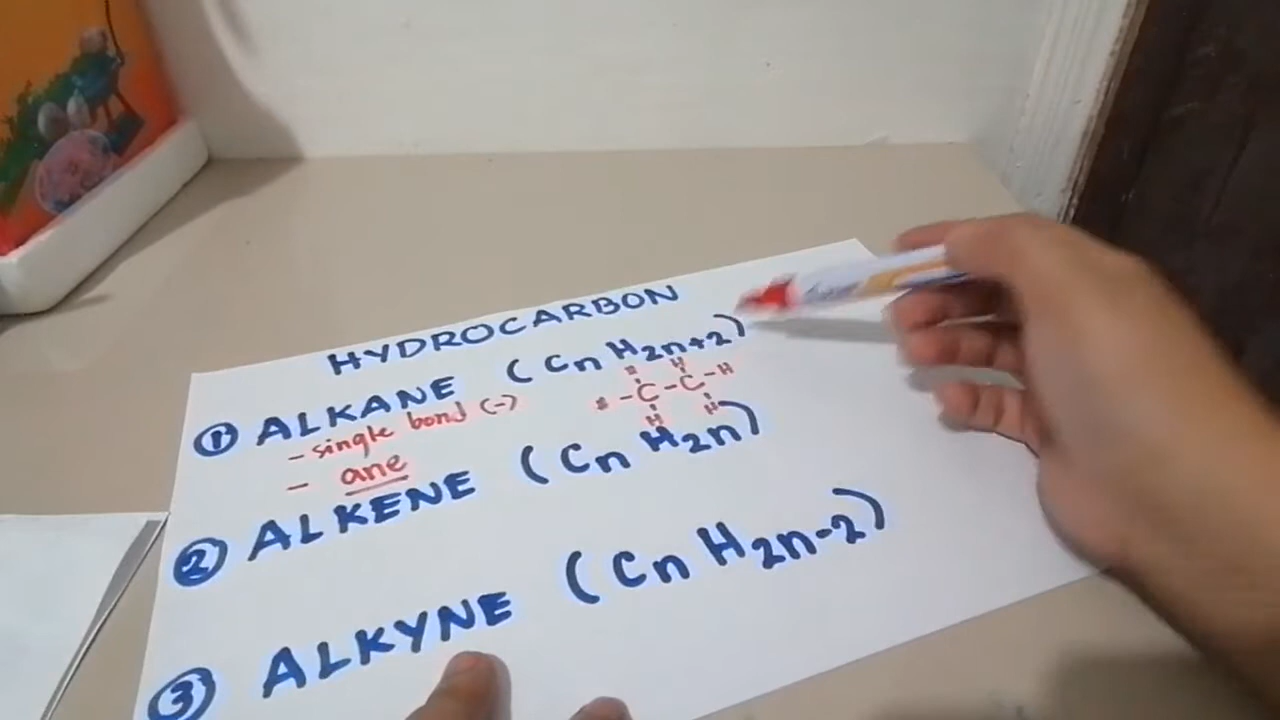 HYDROCARBON
① ALKANE (CnH2n+2)
- single bond (-)
- ane
H H
H - C - C - H
H H
② ALKENE (CnH2n)
③ ALKYNE (CnH2n-2)